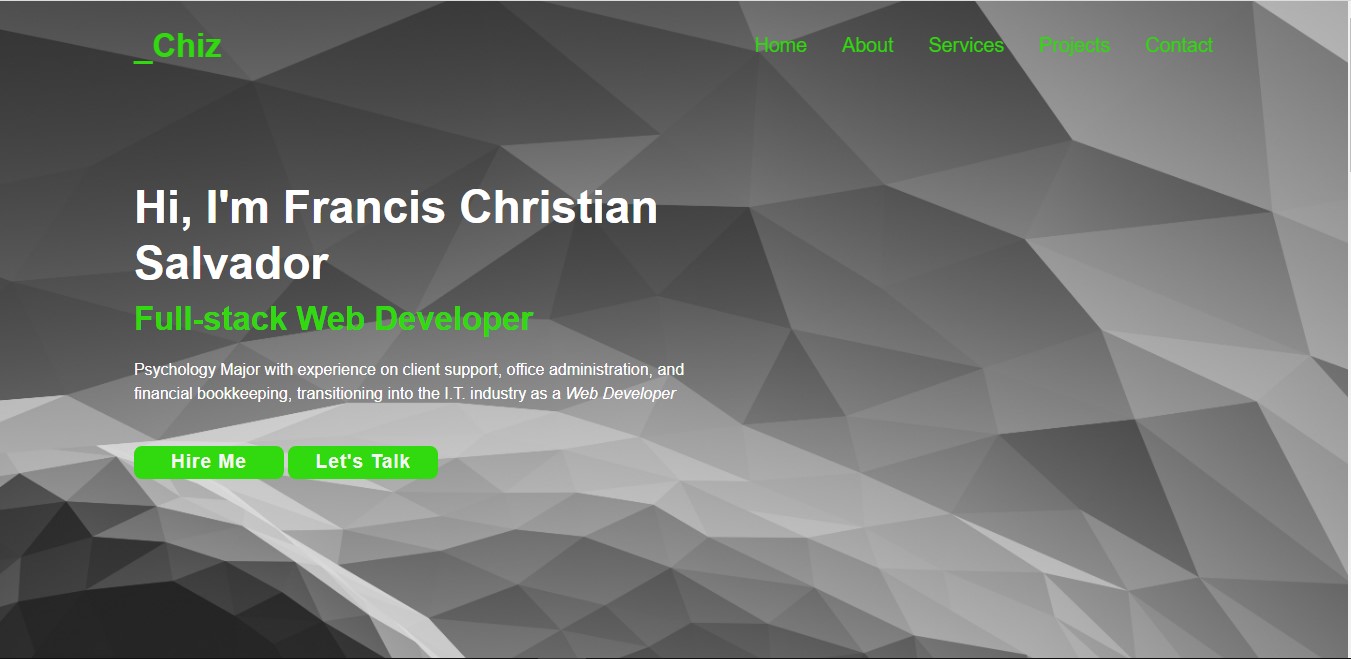 _Chiz
Home About Services Projects Contact
Hi, I'm Francis Christian
Salvador
Full-stack Web Developer
Psychology Major with experience on client support, office administration, and
financial bookkeeping, transitioning into the I.T. industry as a Web Developer
Hire Me Let's Talk